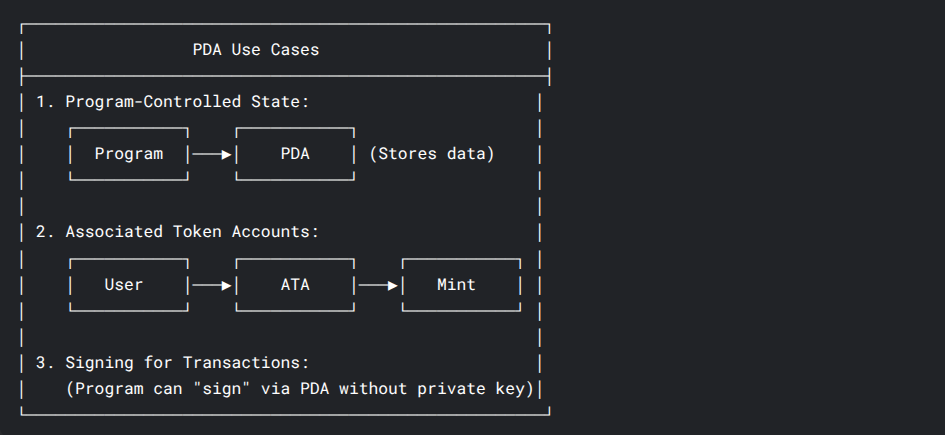 PDA Use Cases
1. Program-Controlled State:
Program PDA (Stores data)
2. Associated Token Accounts:
User ATA Mint
3. Signing for Transactions:
(Program can "sign" via PDA without private key)